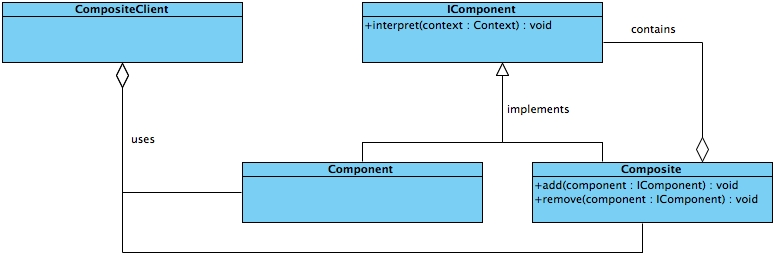 CompositeClient
IComponent
+interpret(context : Context) : void
contains
implements
uses
Component
Composite
+add(component : IComponent) : void
+remove(component : IComponent) : void